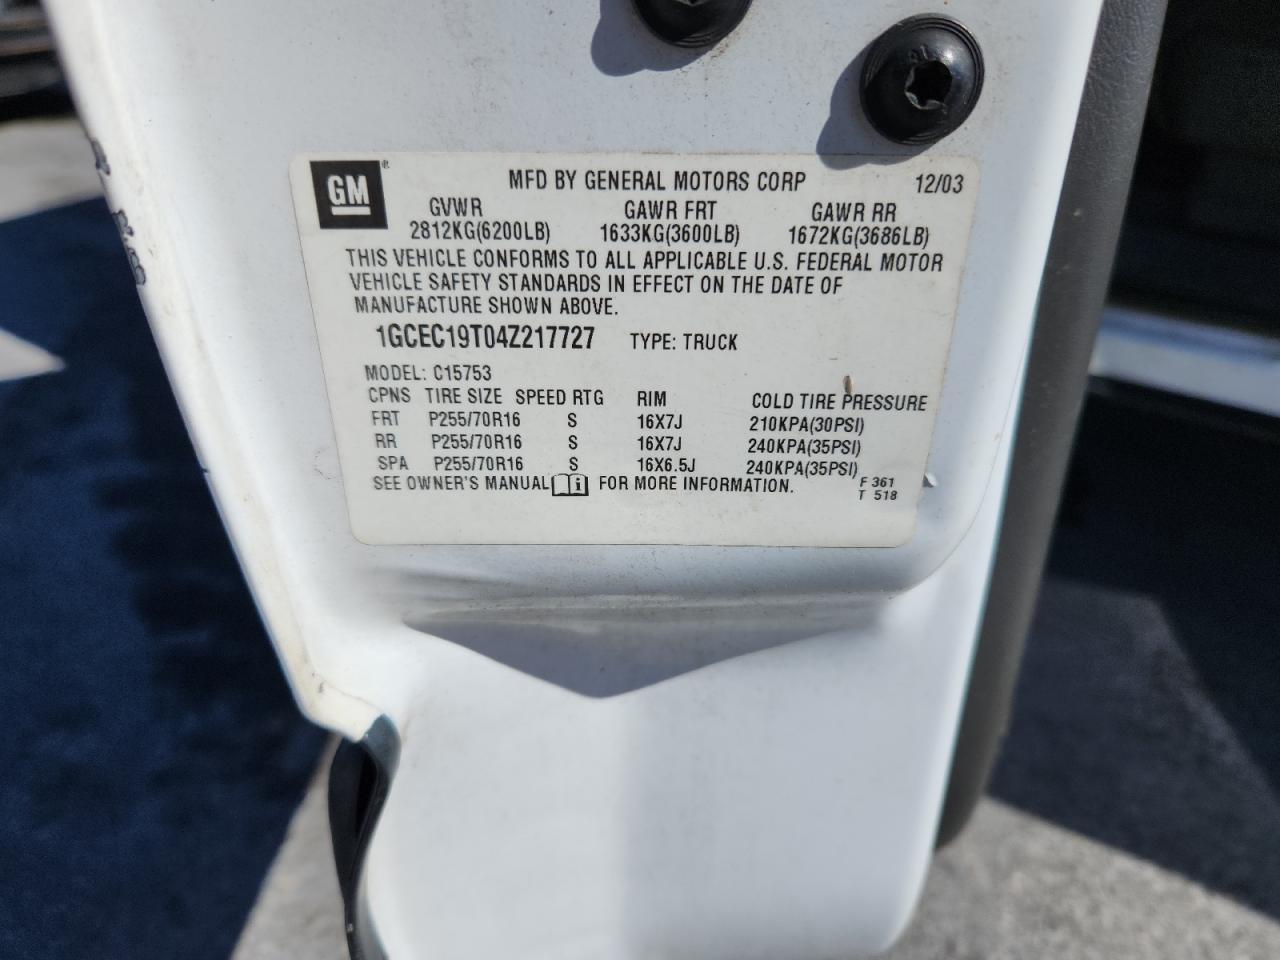 GM®
MFD BY GENERAL MOTORS CORP 12/03
GVWR GAWR FRT GAWR RR
2812KG(6200LB) 1633KG(3600LB) 1672KG(3686LB)
THIS VEHICLE CONFORMS TO ALL APPLICABLE U.S. FEDERAL MOTOR
VEHICLE SAFETY STANDARDS IN EFFECT ON THE DATE OF
MANUFACTURE SHOWN ABOVE.
1GCEC19T04Z217727 TYPE: TRUCK
MODEL: C15753
CPNS TIRE SIZE SPEED RTG RIM COLD TIRE PRESSURE
FRT P255/70R16 S 16X7J 210KPA(30PSI)
RR P255/70R16 S 16X7J 240KPA(35PSI)
SPA P255/70R16 S 16X6.5J 240KPA(35PSI)
SEE OWNER'S MANUAL i FOR MORE INFORMATION. F 361
T 518